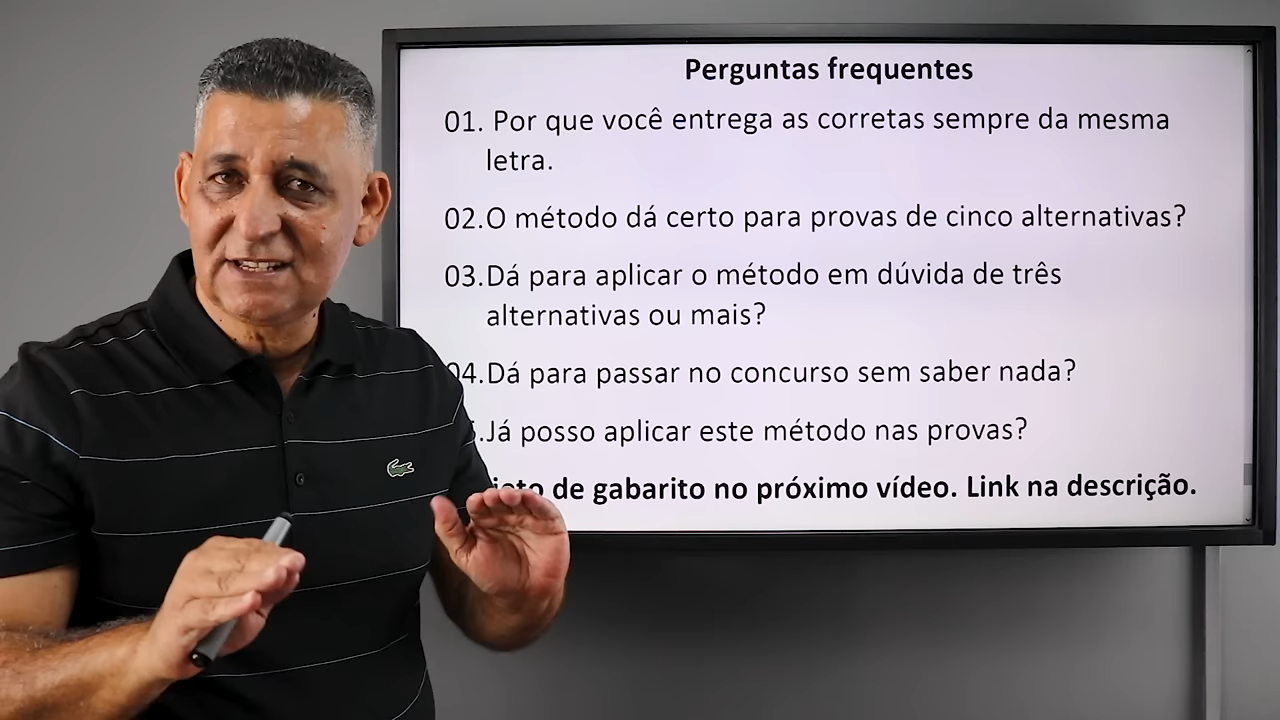 Perguntas frequentes
01. Por que você entrega as corretas sempre da mesma
letra.
02.O método dá certo para provas de cinco alternativas?
03.Dá para aplicar o método em dúvida de três
alternativas ou mais?
04.Dá para passar no concurso sem saber nada?
.Já posso aplicar este método nas provas?
de gabarito no próximo vídeo. Link na descrição.